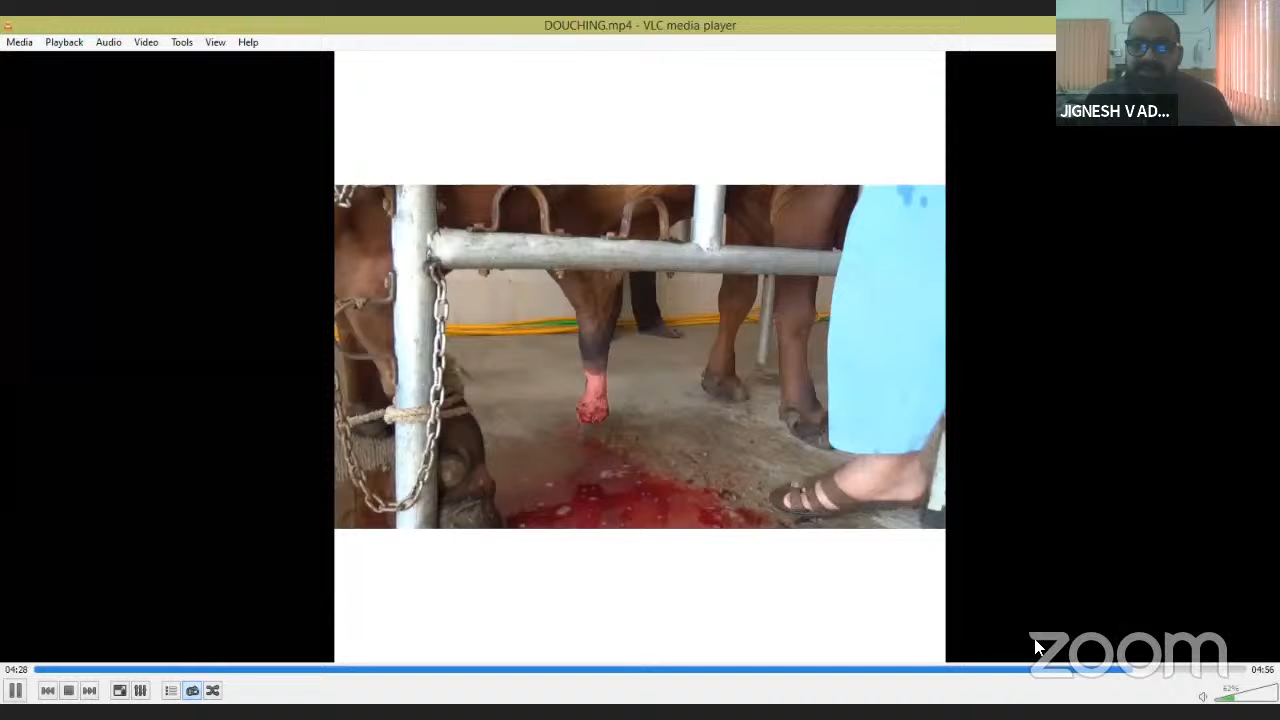 DOUCHING.mp4 - VLC media player
Media Playback Audio Video Tools View Help
JIGNESH V AD...
zoom
04:28
04:56
62%